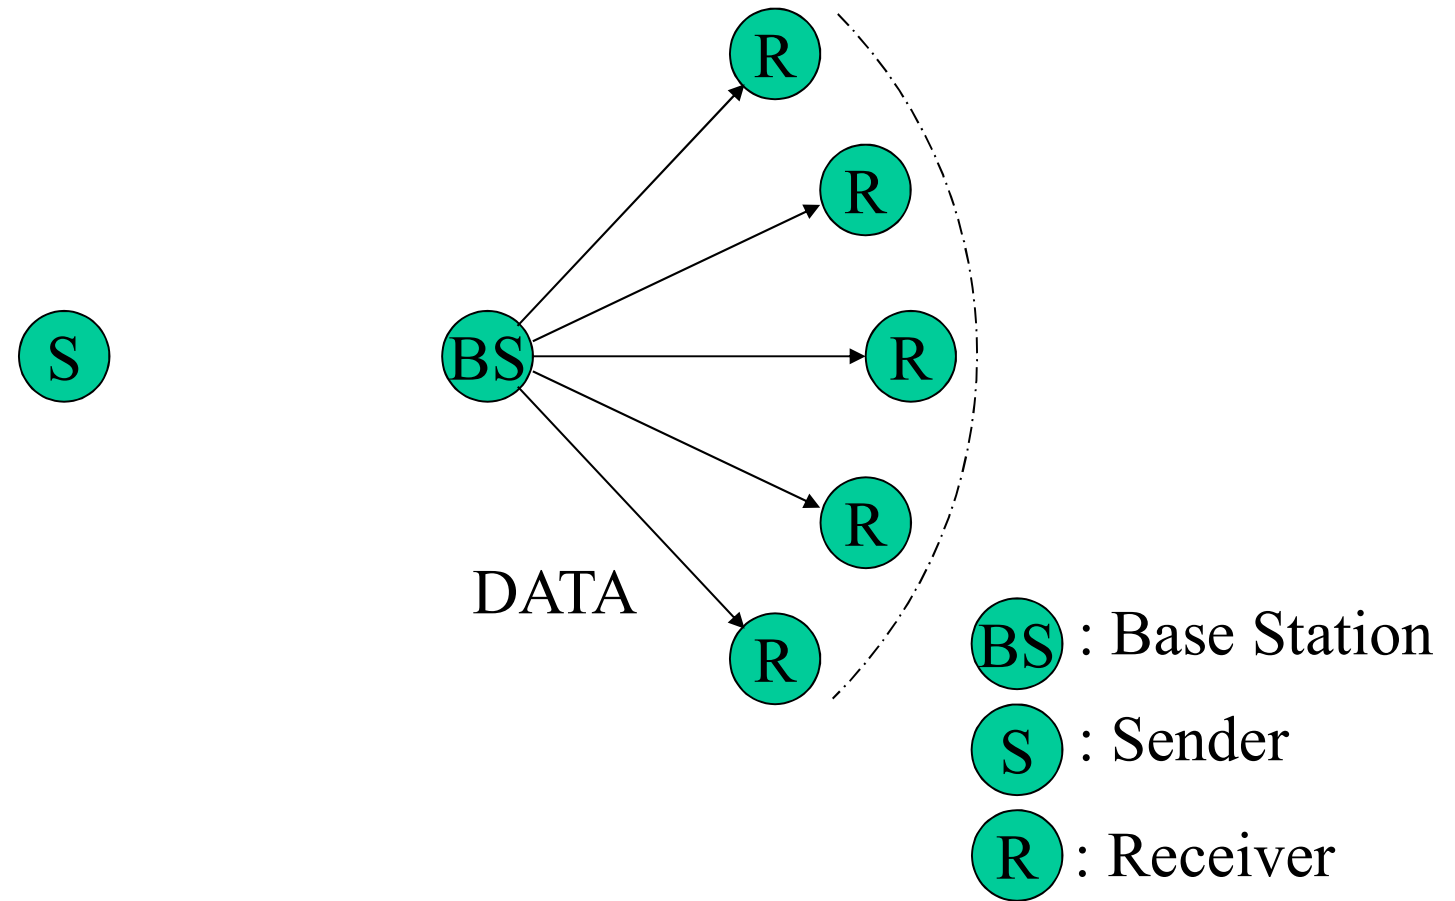 R
R
S
BS
R
R
DATA
R
BS : Base Station
S : Sender
R : Receiver